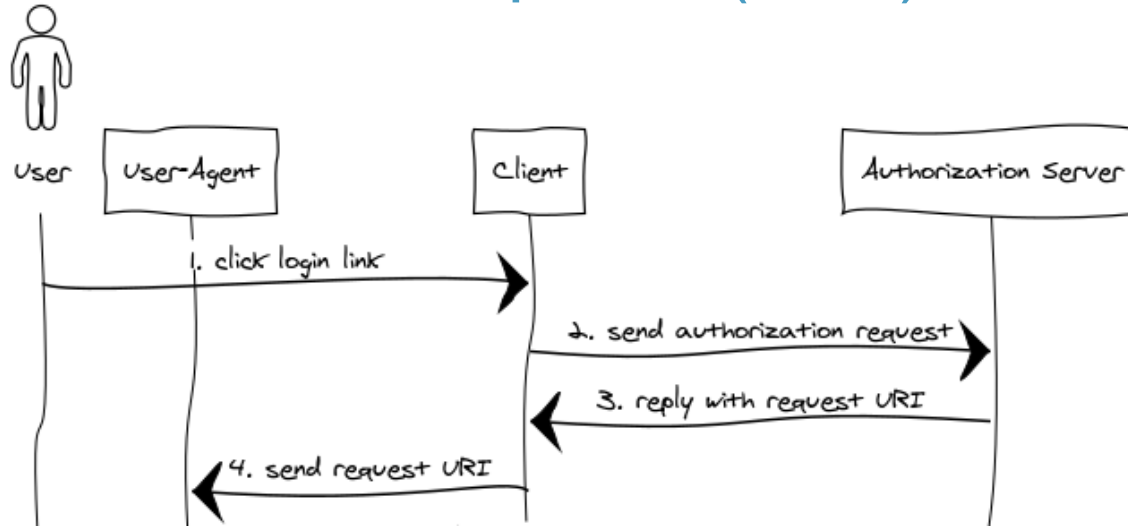 User
User-Agent
Client
Authorization Server
1. click login link
2. send authorization request
3. reply with request URI
4. send request URI